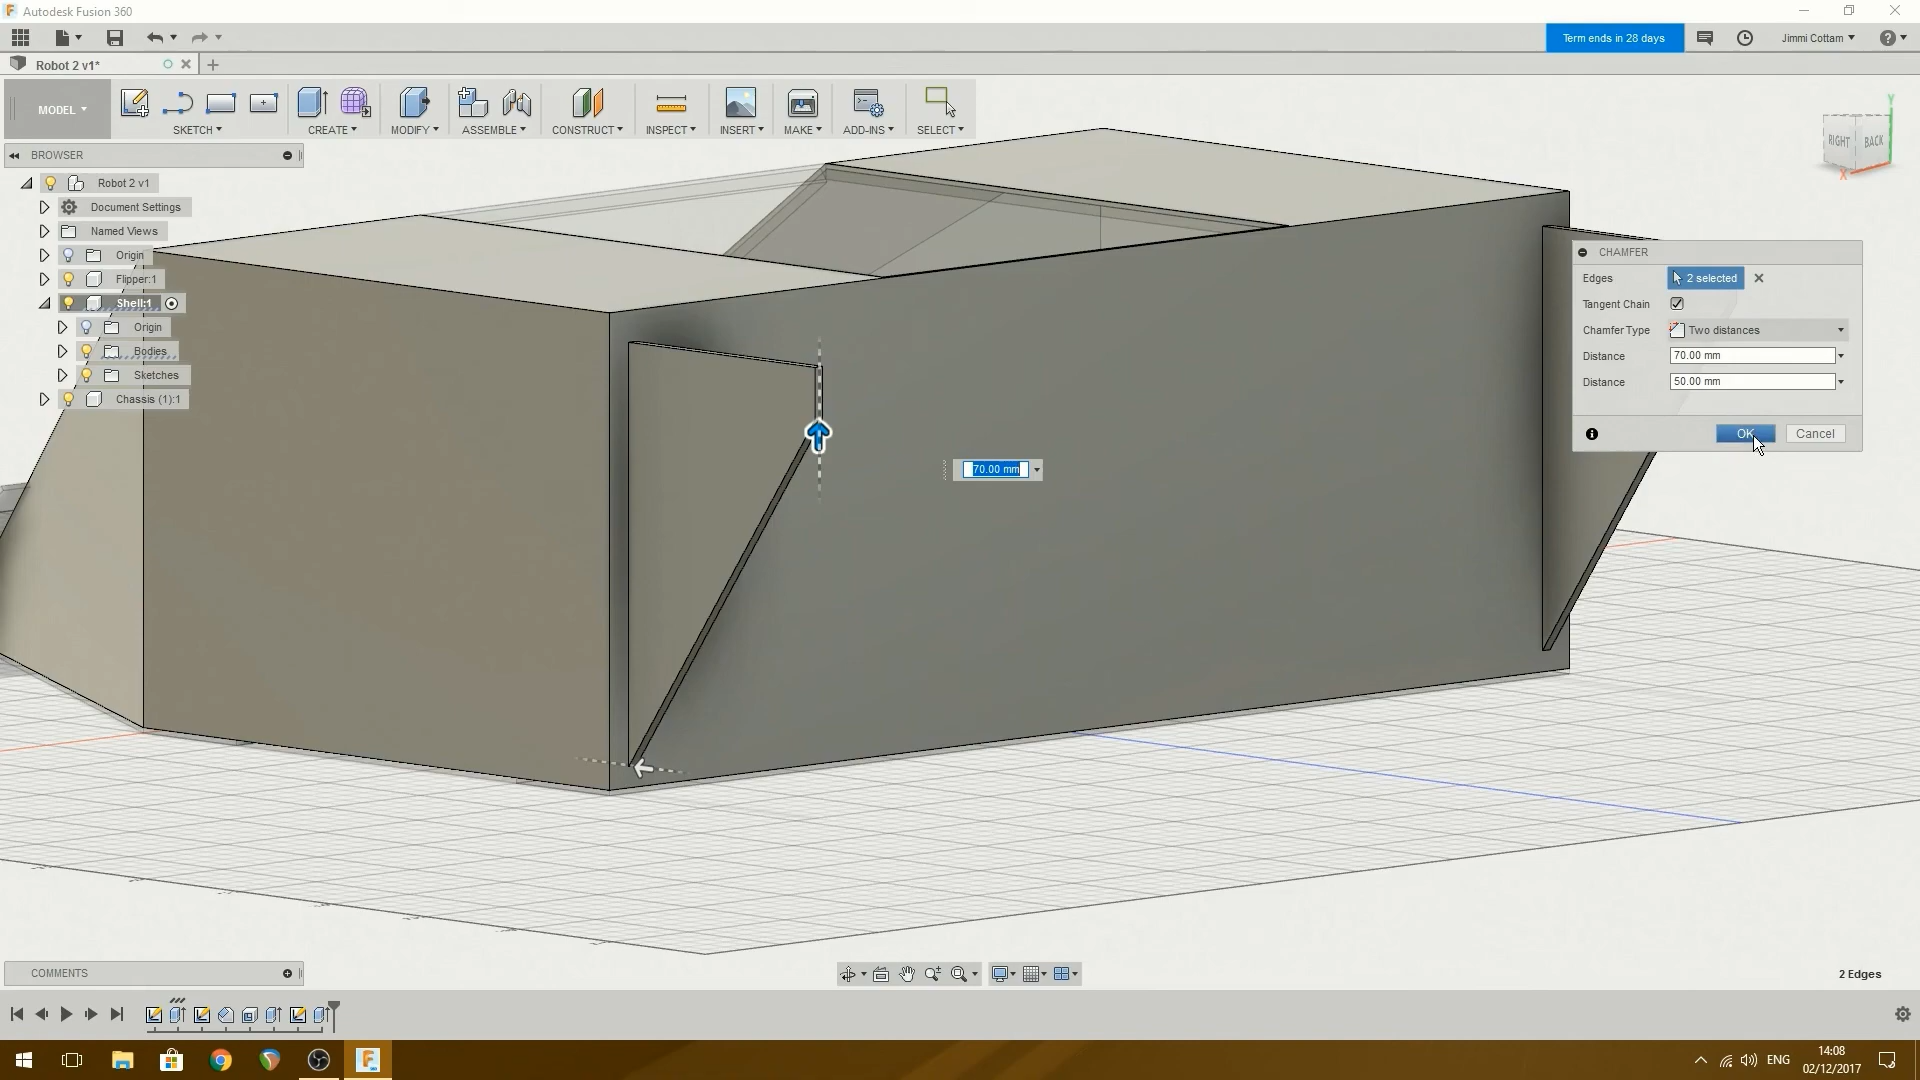 Autodesk Fusion 360
Term ends in 28 days
Jimmi Cottam
Robot 2 v1*
MODEL
SKETCH
CREATE
MODIFY
ASSEMBLE
CONSTRUCT
INSPECT
INSERT
MAKE
ADD-INS
SELECT
Y
RIGHT
BACK
X
BROWSER
Robot 2 v1
Document Settings
Named Views
Origin
Flipper:1
Shell:1
Origin
Bodies
Sketches
Chassis (1):1
CHAMFER
Edges
2 selected
Tangent Chain
Chamfer Type
Two distances
Distance
70.00 mm
Distance
50.00 mm
OK
Cancel
70.00 mm
COMMENTS
2 Edges
ENG
14:08
02/12/2017